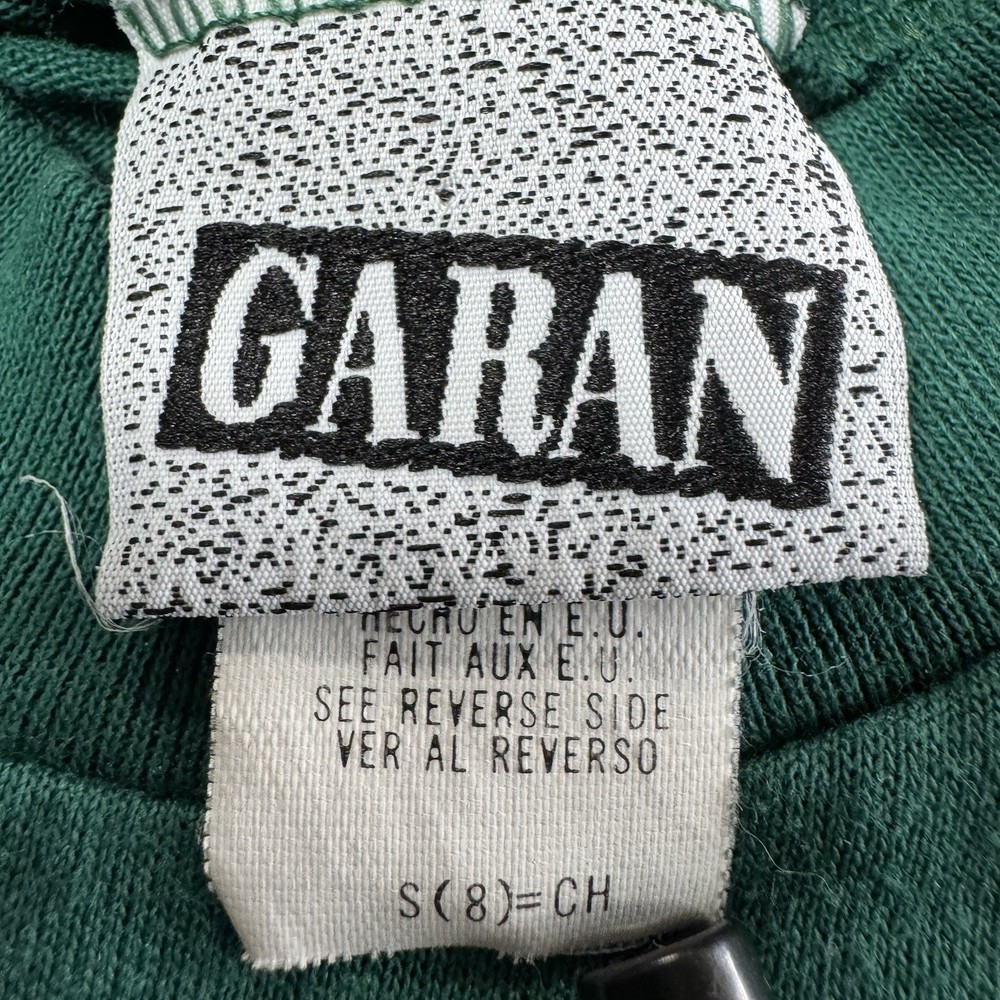 GARAN
HECHO EN E.U.
FAIT AUX E.U.
SEE REVERSE SIDE
VER AL REVERSO
S(8)=CH